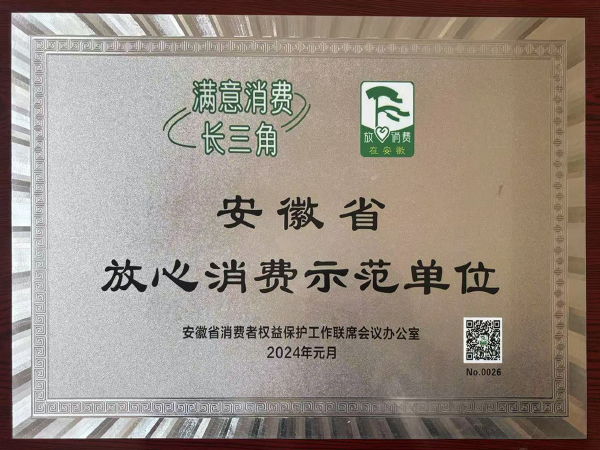 满意消费
长三角
放 消费
在安徽
安徽省
放心消费示范单位
安徽省消费者权益保护工作联席会议办公室
2024年元月
No.0026